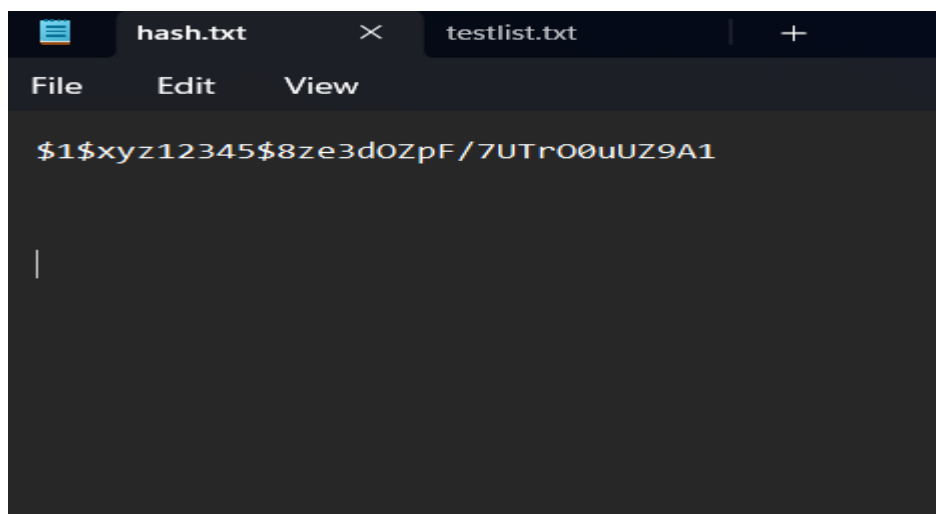 hash.txt × testlist.txt +
File Edit View
$1$xyz12345$8ze3dOZpF/7UTrO0uUZ9A1